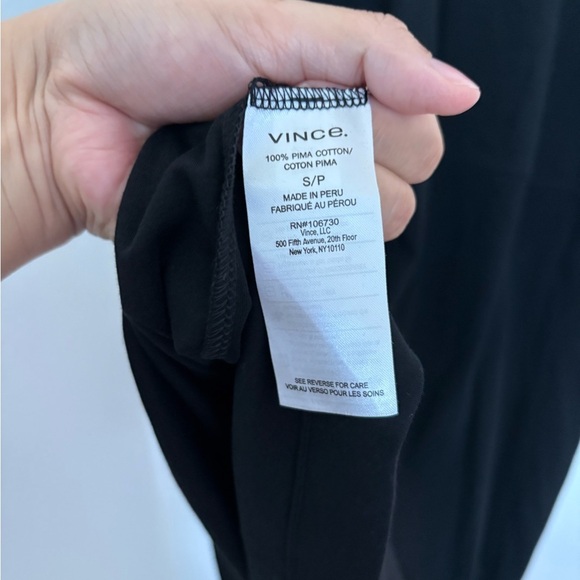 VINCe.
100% PIMA COTTON/
COTON PIMA
S/P
MADE IN PERU
FABRIQUÉ AU PÉROU
RN#106730
Vince, LLC
500 Fifth Avenue, 20th Floor
New York, NY10110
SEE REVERSE FOR CARE
VOIR AU VERSO POUR LES SOINS